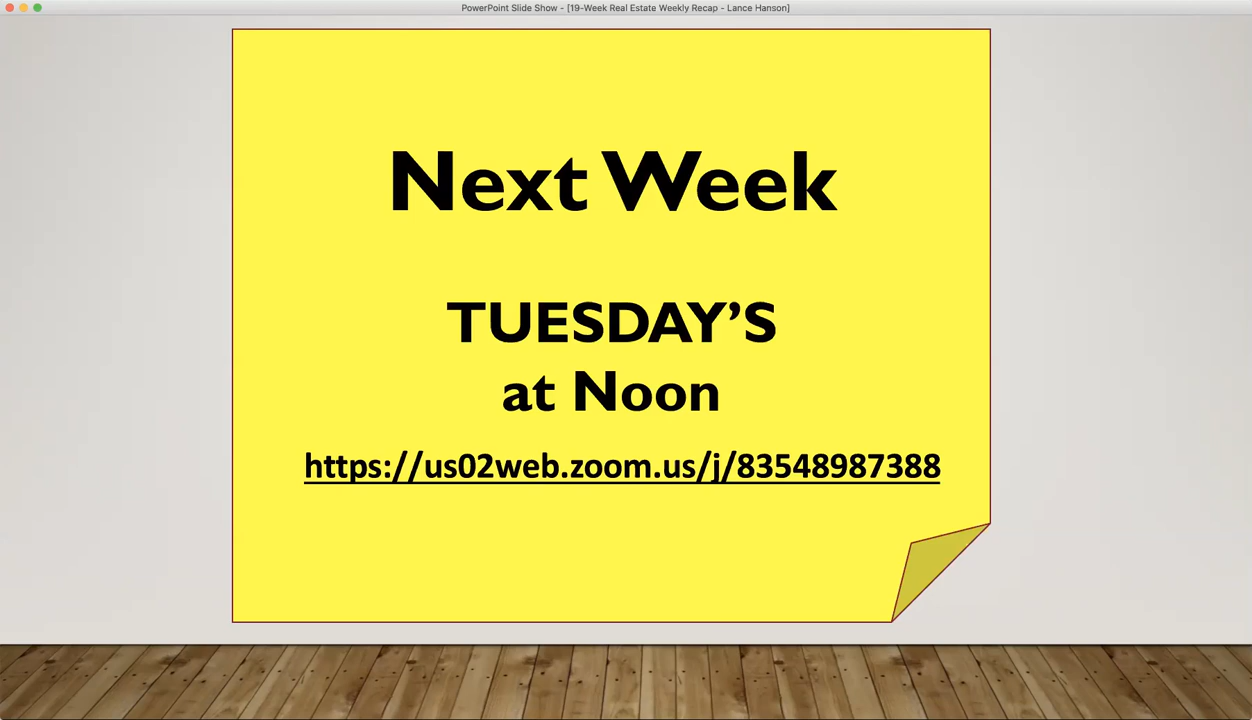 PowerPoint Slide Show - [19-Week Real Estate Weekly Recap - Lance Hanson]
Next Week
TUESDAY’S
at Noon
https://us02web.zoom.us/j/83548987388